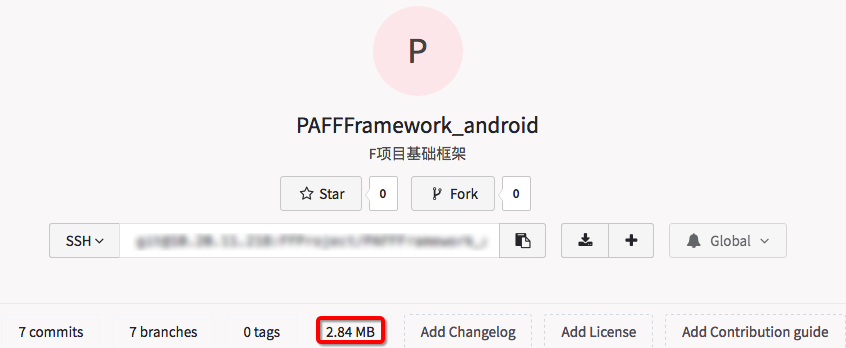 P
PAFFFramework_android
F项目基础框架
Star 0 Fork 0
SSH Global
7 commits 7 branches 0 tags 2.84 MB Add Changelog Add License Add Contribution guide